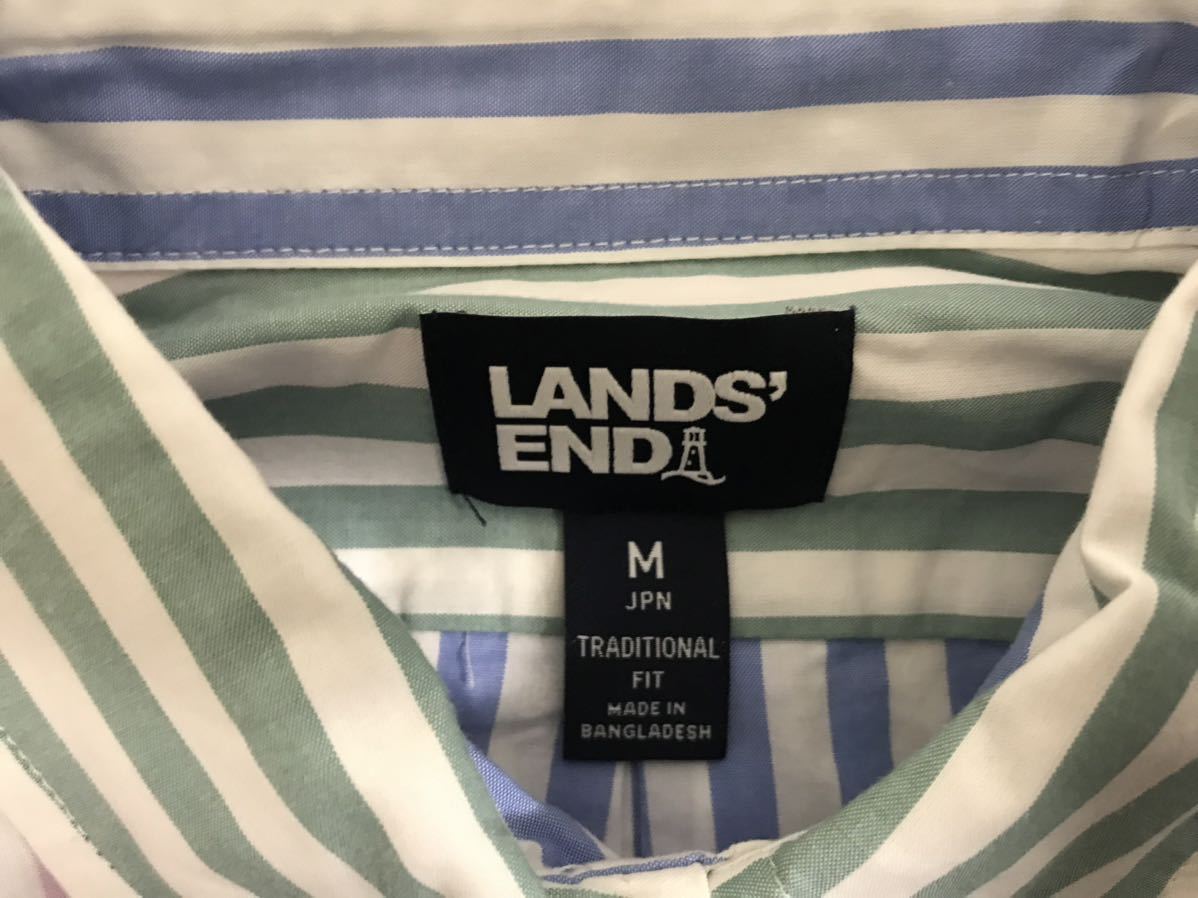 LANDS'
END
M
JPN
TRADITIONAL
FIT
MADE IN
BANGLADESH